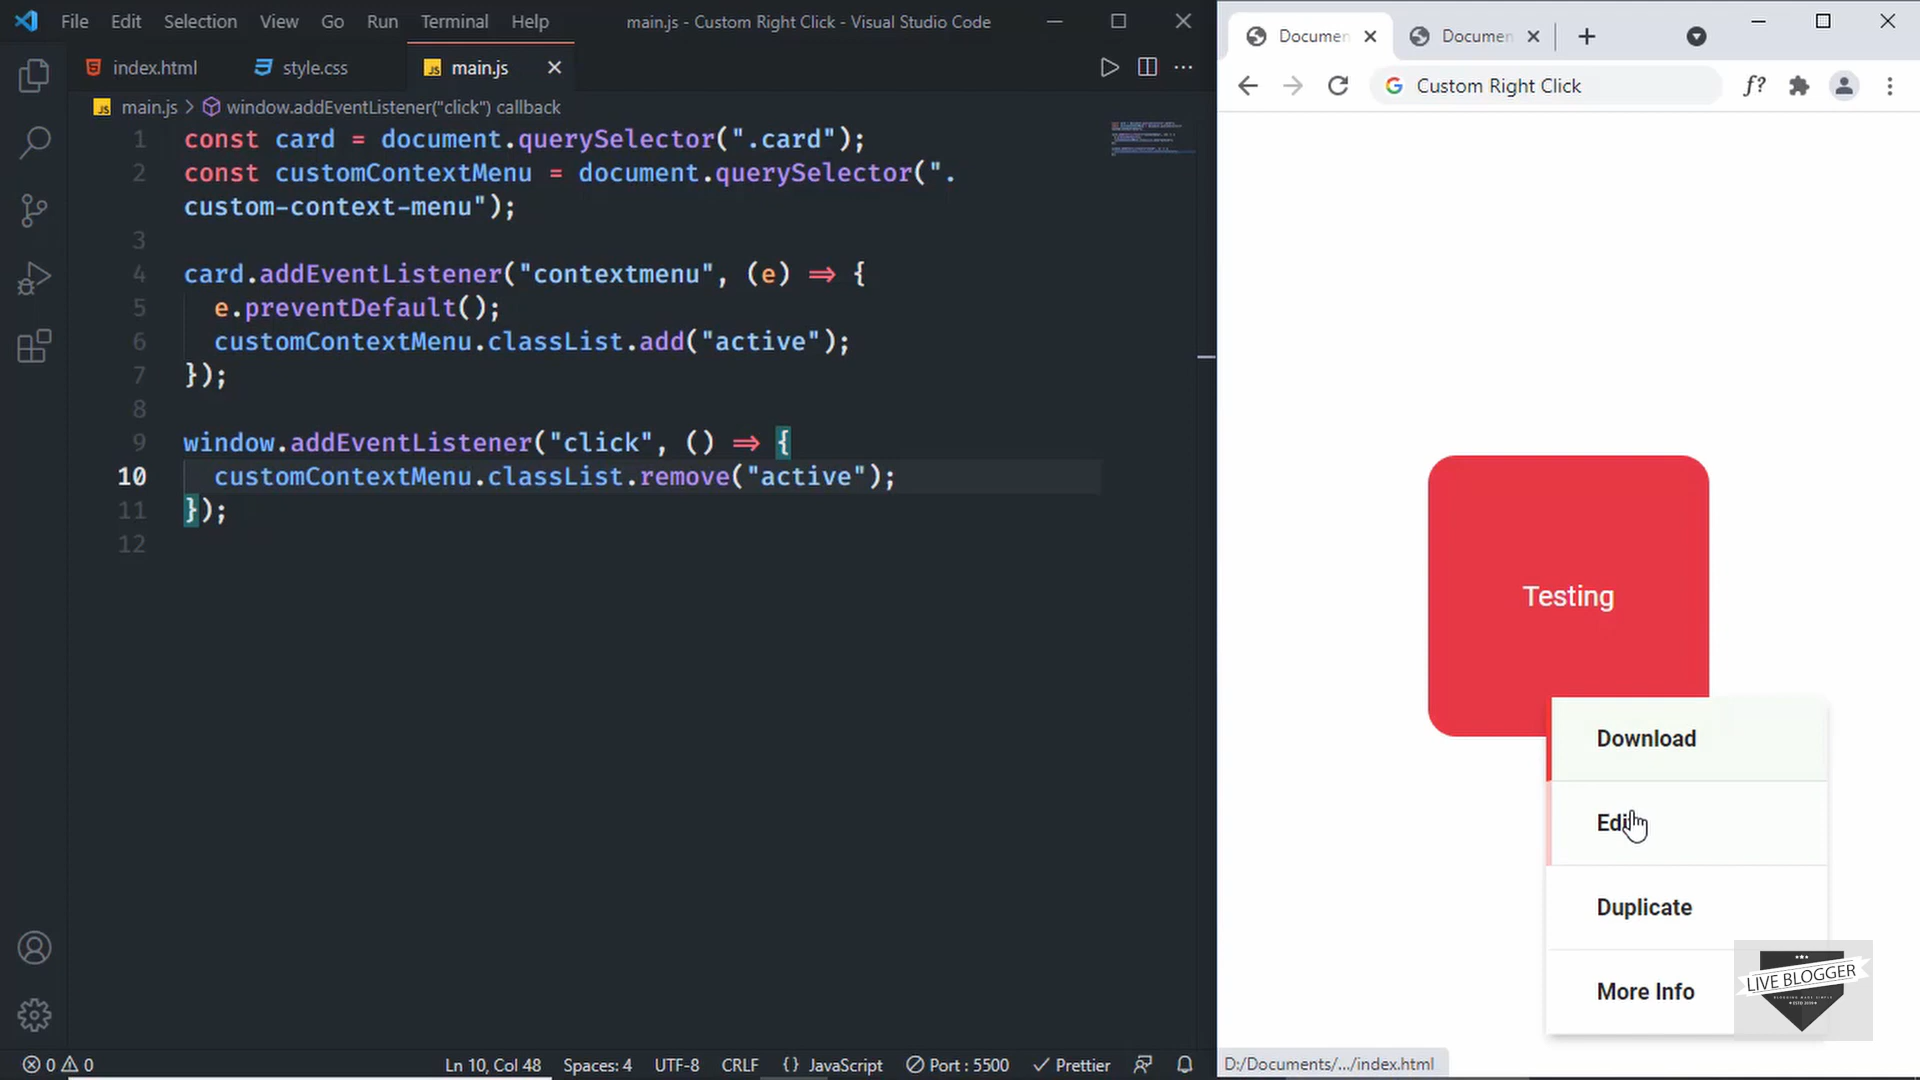 File Edit Selection View Go Run Terminal Help main.js - Custom Right Click - Visual Studio Code
index.html style.css JS main.js
JS main.js > window.addEventListener("click") callback
1 const card = document.querySelector(".card");
2 const customContextMenu = document.querySelector(".
custom-context-menu");
3
4 card.addEventListener("contextmenu", (e) => {
5 e.preventDefault();
6 customContextMenu.classList.add("active");
7 });
8
9 window.addEventListener("click", () => {
10 customContextMenu.classList.remove("active");
11 });
12
0 0 Ln 10, Col 48 Spaces: 4 UTF-8 CRLF {} JavaScript Port : 5500 Prettier
Documen Documen
Custom Right Click f?
Testing
Download
Edi
Duplicate
More Info
LIVE BLOGGER
D:/Documents/.../index.html